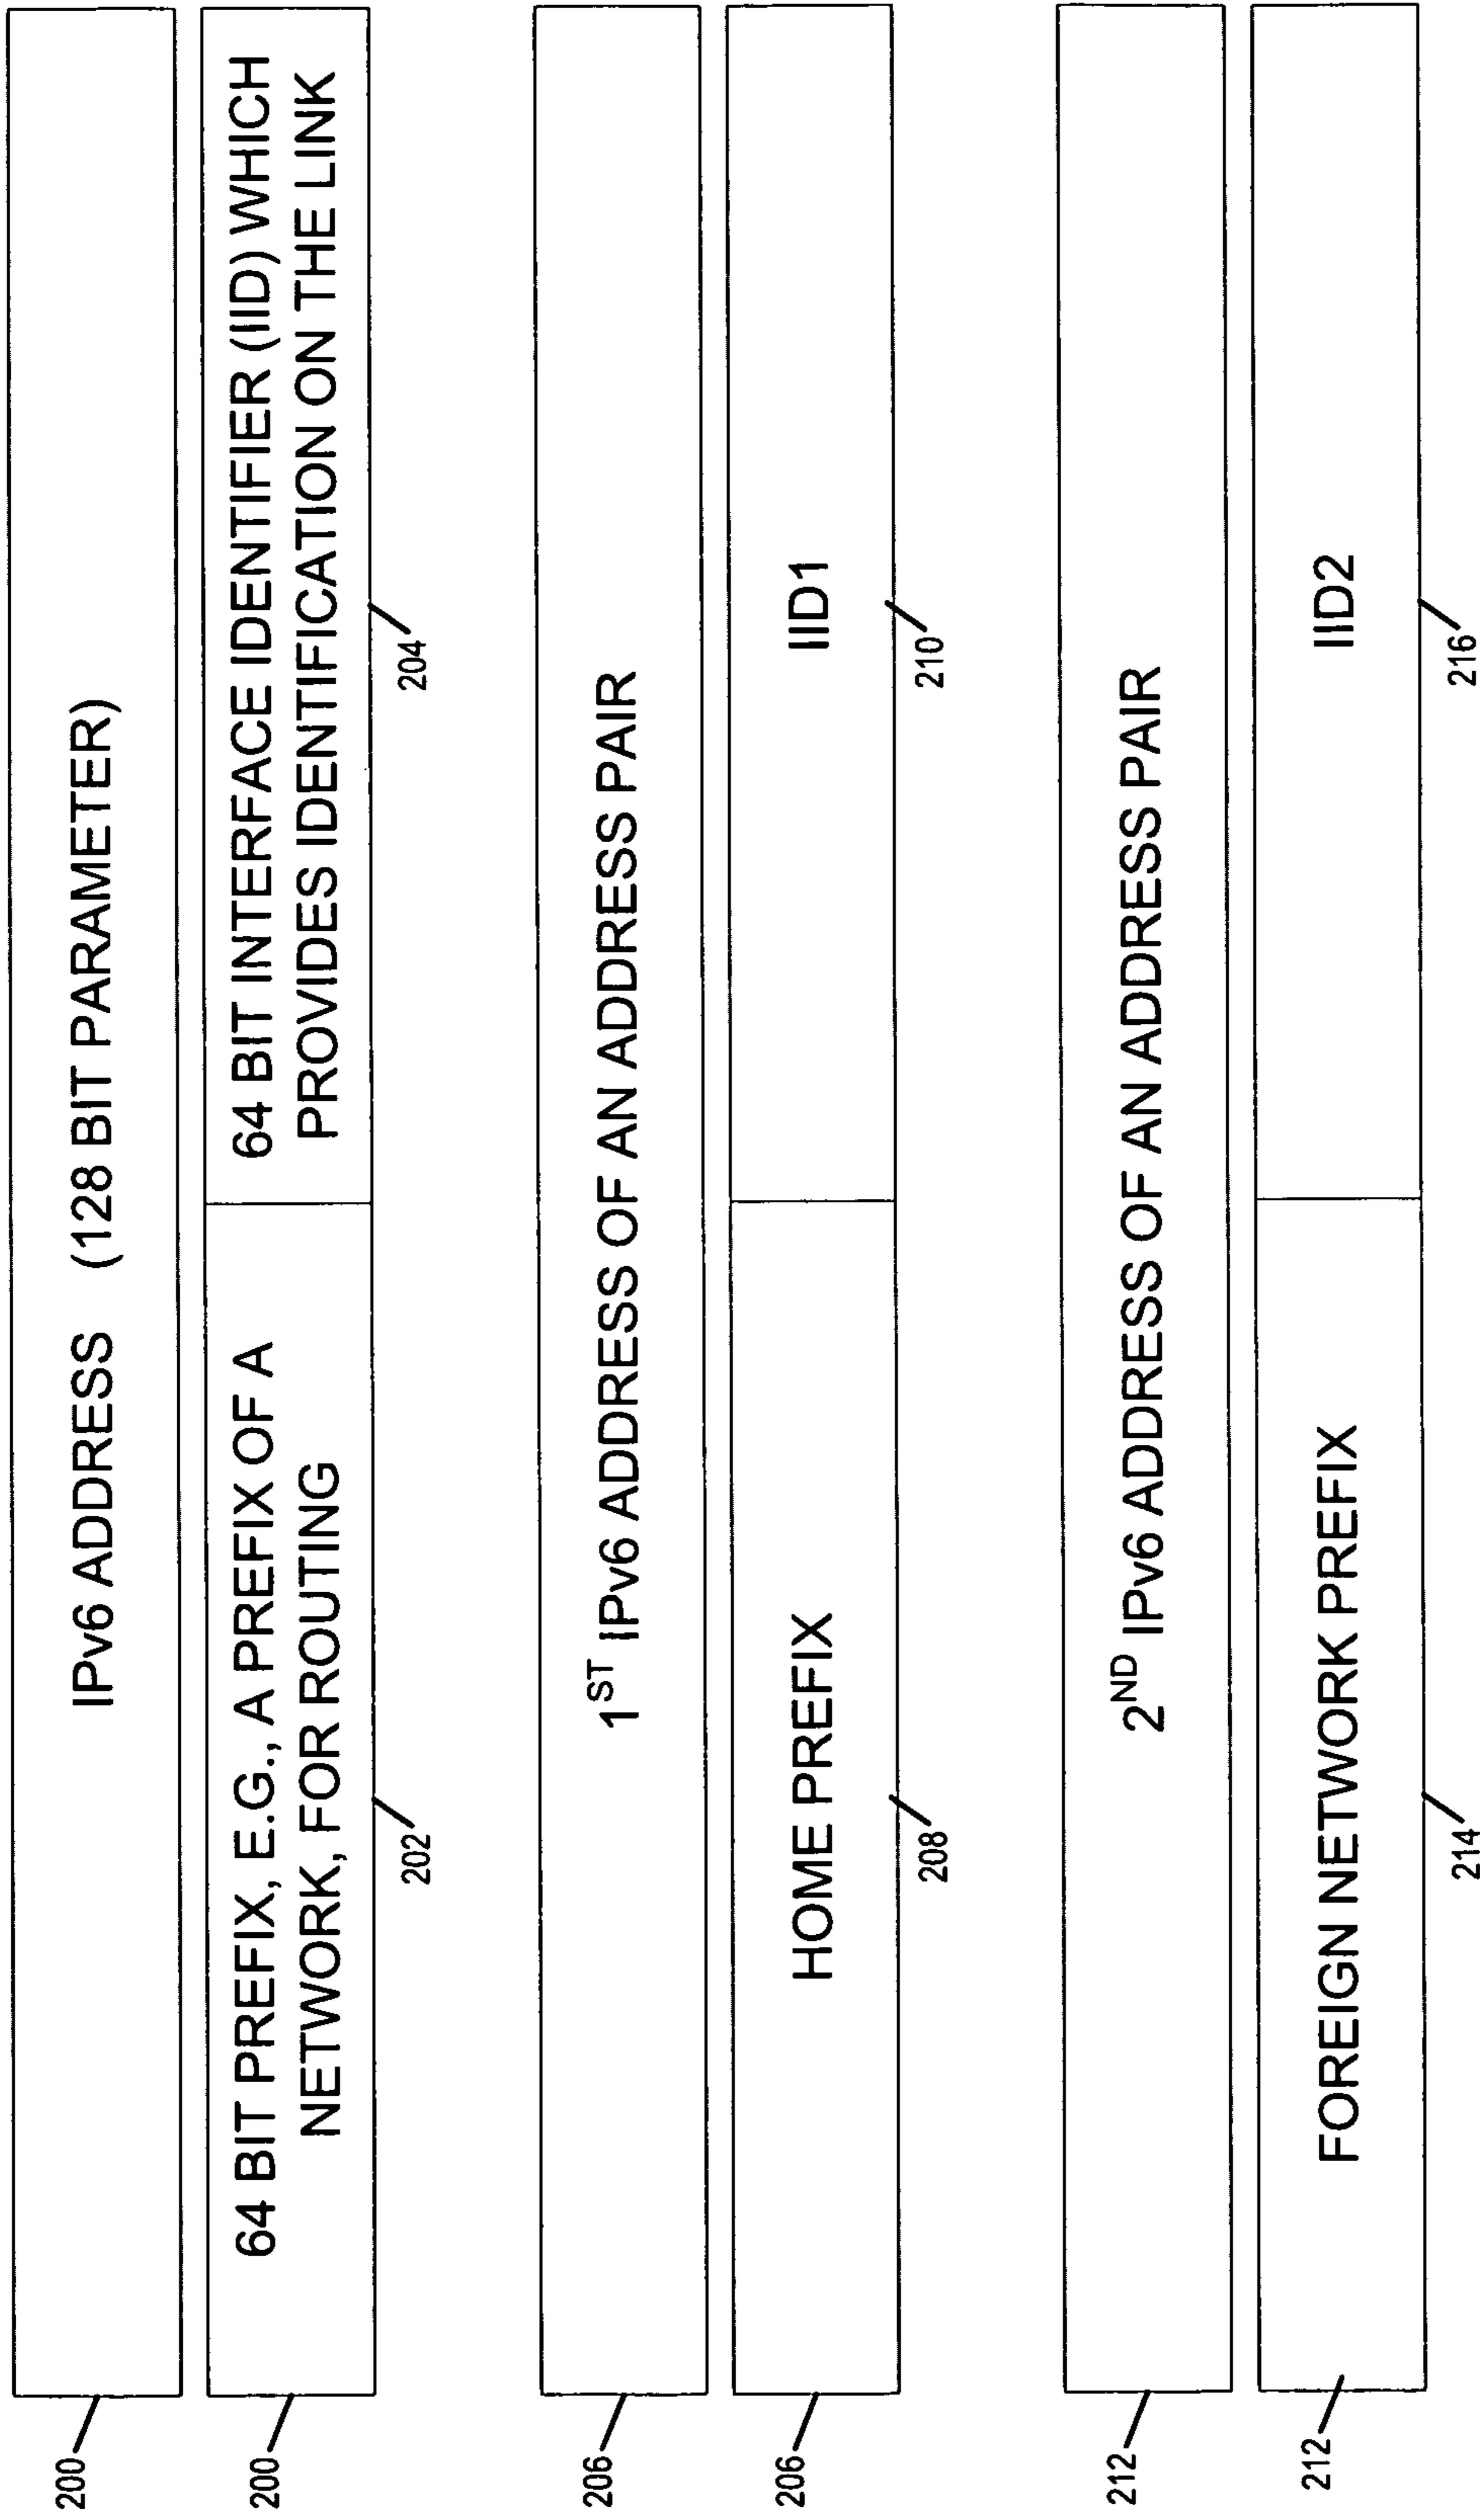 200
IPv6 ADDRESS (128 BIT PARAMETER)
200
64 BIT PREFIX, E.G., A PREFIX OF A
NETWORK, FOR ROUTING
202
64 BIT INTERFACE IDENTIFIER (IID) WHICH
PROVIDES IDENTIFICATION ON THE LINK
204
206
1ST IPv6 ADDRESS OF AN ADDRESS PAIR
206
HOME PREFIX
208
IID1
210
212
2ND IPv6 ADDRESS OF AN ADDRESS PAIR
212
FOREIGN NETWORK PREFIX
214
IID2
216